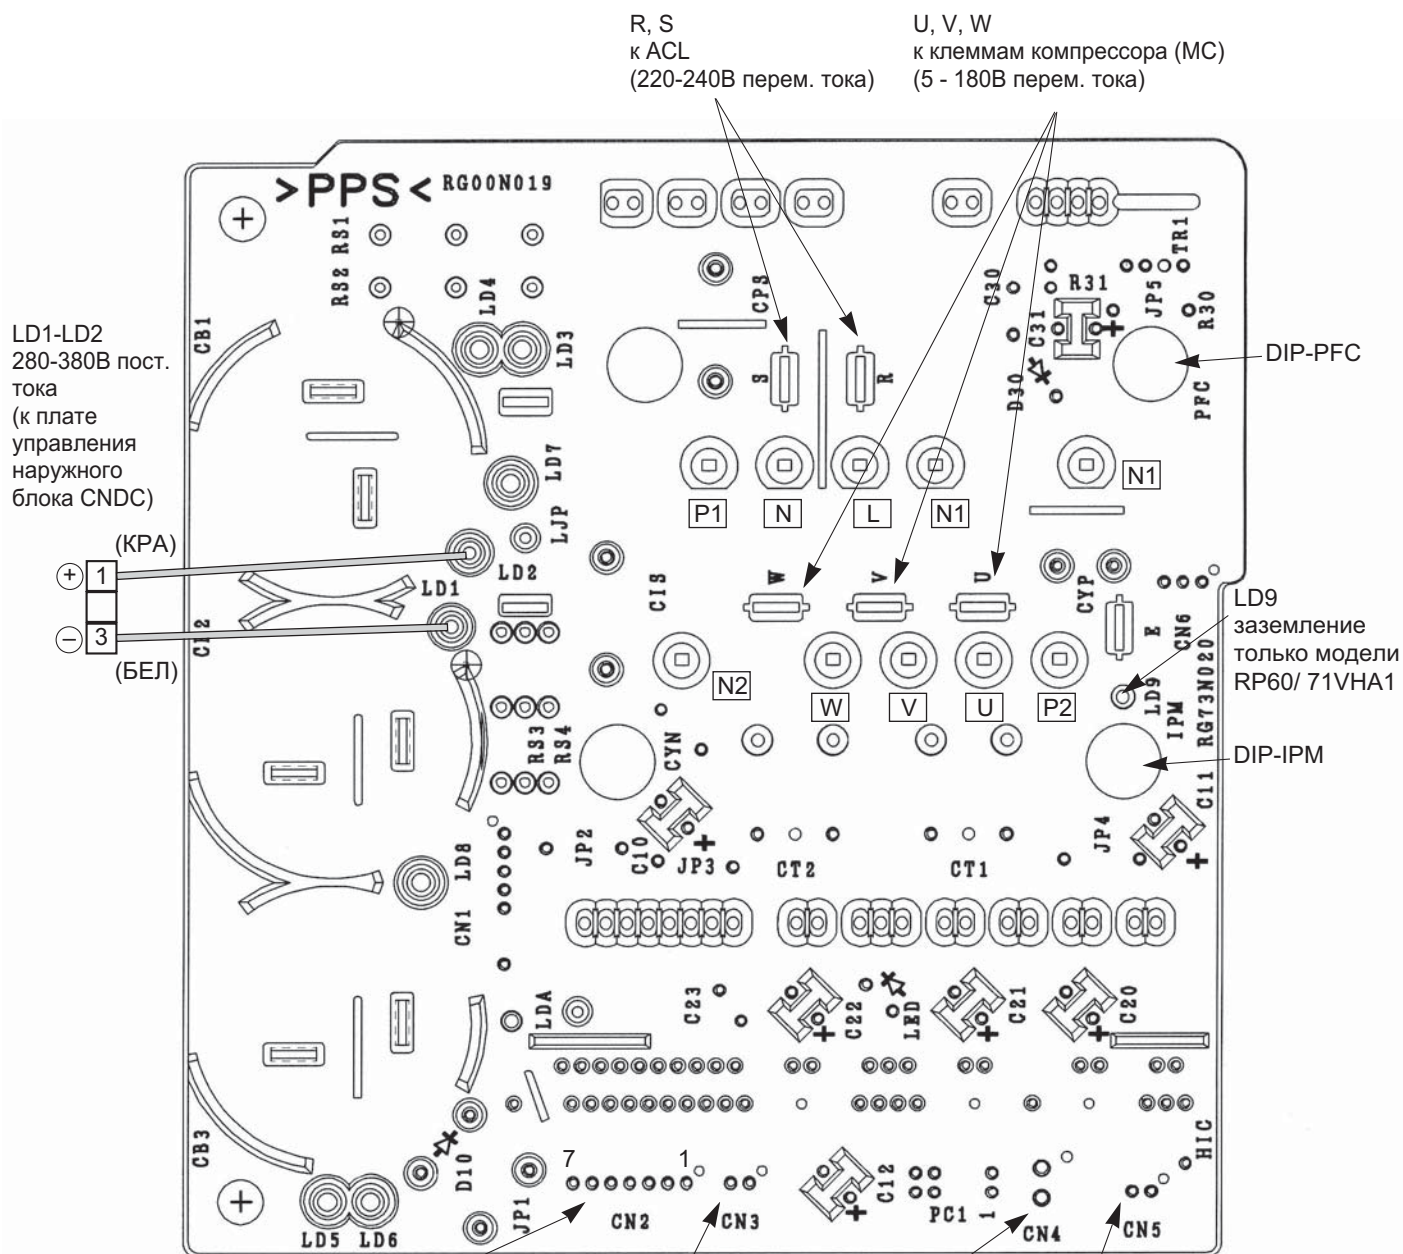 R, S
к ACL
(220-240В перем. тока)
U, V, W
к клеммам компрессора (MC)
(5 - 180В перем. тока)
>PPS< RG00N019
RS1
RS2
LD4
LD3
CB1
CPS
S
R
C30
R31
C31
D30
JP5
TR1
R30
PFC
DIP-PFC
LD1-LD2
280-380В пост.
тока
(к плате
управления
наружного
блока CNDC)
LD7
LJP
P1
N
L
N1
N1
(КРА)
+ 1
− 3
(БЕЛ)
LD2
LD1
CB2
CIS
W
V
U
CYP
E
CN6
LD9
заземление
только модели
RP60/ 71VHA1
N2
W
V
U
P2
LD9
IPM
RG73N020
DIP-IPM
RS3
RS4
CYN
C11
JP4
JP2
C10
JP3
CT2
CT1
LD8
CN1
LDA
C23
C22
LED
C21
C20
CB3
D10
JP1
7
1
CN2
CN3
C12
PC1
1
CN4
CN5
HIC
LD5
LD6